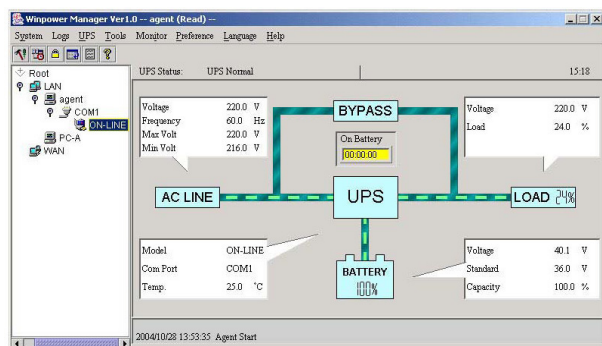 Winpower Manager Ver1.0 -- agent (Read) --
System Logs UPS Tools Monitor Preference Language Help
Root
LAN
agent
COM1
ON-LINE
PC-A
WAN
UPS Status: UPS Normal 15:18
Voltage 220.0 V
Frequency 60.0 Hz
Max Volt 220.0 V
Min Volt 216.0 V
BYPASS
On Battery
00:00:00
Voltage 220.0 V
Load 24.0 %
AC LINE
UPS
LOAD 24%
Model ON-LINE
Com Port COM1
Temp. 25.0 °C
BATTERY
100%
Voltage 40.1 V
Standard 36.0 V
Capacity 100.0 %
2004/10/28 13:53:35 Agent Start